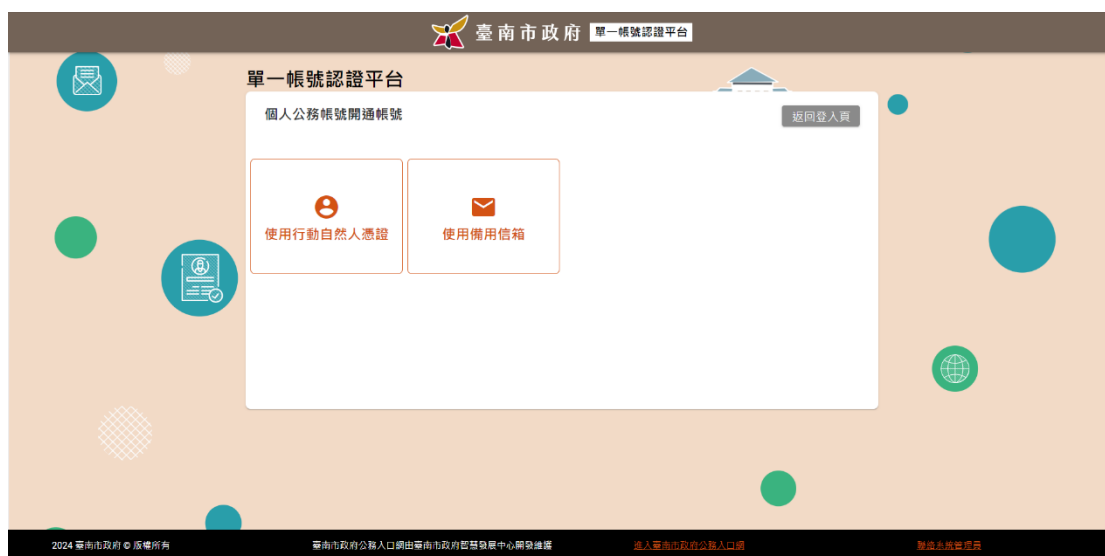 臺南市政府 單一帳號認證平台
單一帳號認證平台
個人公務帳號開通帳號
返回登入頁
使用行動自然人憑證
使用備用信箱
2024 臺南市政府 © 版權所有
臺南市政府公務入口網由臺南市政府智慧發展中心開發維護
進入臺南市政府公務入口網
聯絡系統管理員